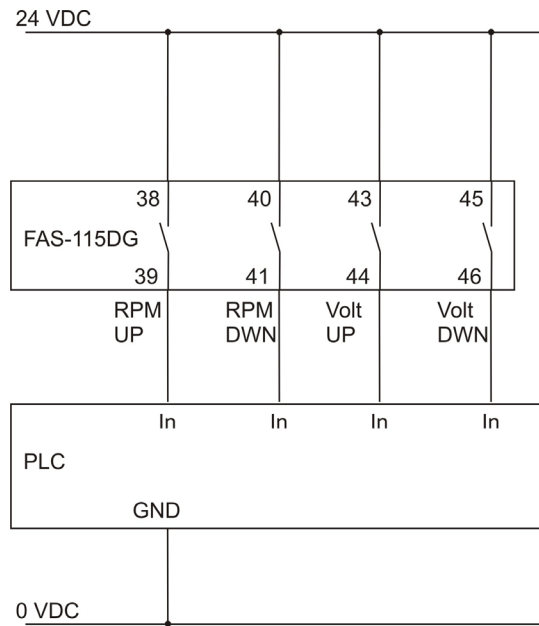 24 VDC
38 40 43 45
FAS-115DG
39 41 44 46
RPM UP
RPM DWN
Volt UP
Volt DWN
In In In In
PLC
GND
0 VDC